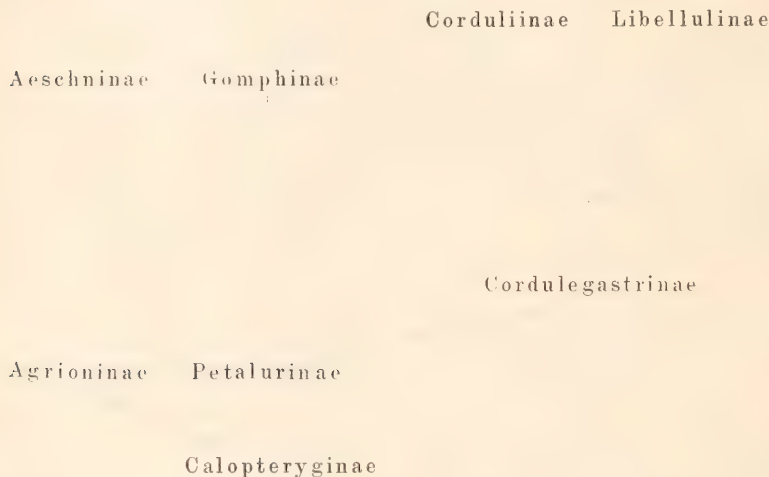 Corduliinae Libellulinae
Aeschninae Gomphinae
Cordulegastrinae
Agrioninae Petalurinae
Calopteryginae